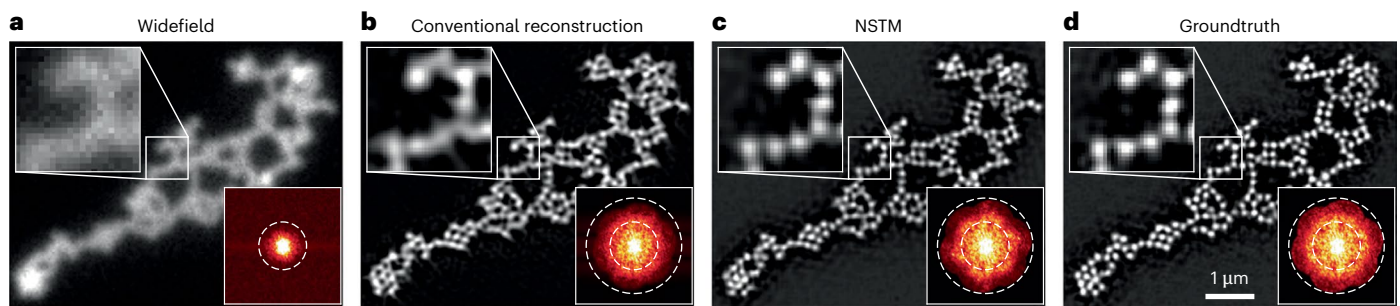 a Widefield
b Conventional reconstruction
c NSTM
d Groundtruth
1 µm